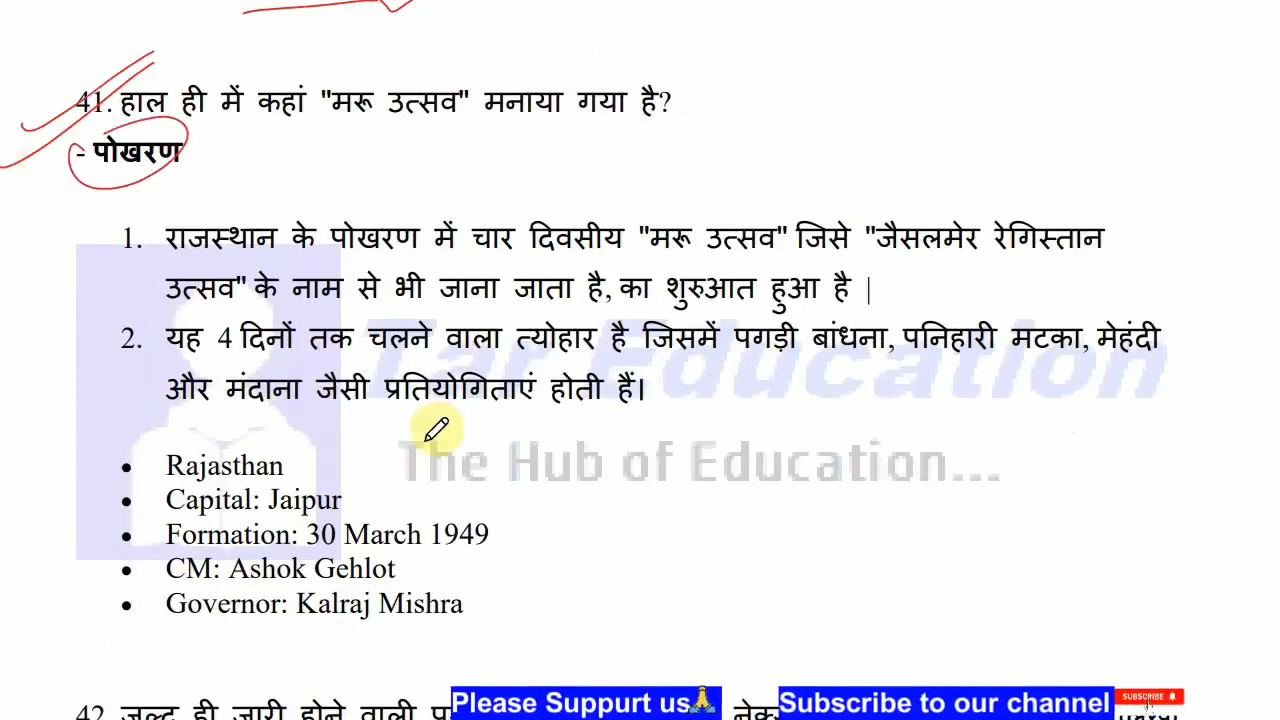 41. हाल ही में कहां "मरू उत्सव" मनाया गया है?
- पोखरण
1. राजस्थान के पोखरण में चार दिवसीय "मरू उत्सव" जिसे "जैसलमेर रेगिस्तान
उत्सव" के नाम से भी जाना जाता है, का शुरुआत हुआ है |
2. यह 4 दिनों तक चलने वाला त्योहार है जिसमें पगड़ी बांधना, पनिहारी मटका, मेहंदी
और मंदाना जैसी प्रतियोगिताएं होती हैं।
Tar Education
The Hub of Education...
• Rajasthan
• Capital: Jaipur
• Formation: 30 March 1949
• CM: Ashok Gehlot
• Governor: Kalraj Mishra
42. जल्द ही जारी होने वाली
Please Suppurt us🙏 Subscribe to our channel SUBSCRIBE